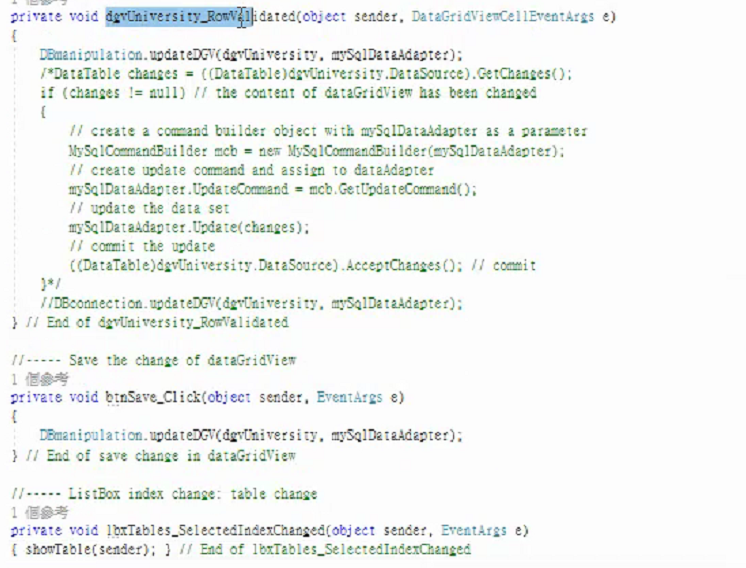 private void dgvUniversity_RowValidated(object sender, DataGridViewCellEventArgs e)
{
DBmanipulation.updateDGV(dgvUniversity, mySqlDataAdapter);
/*DataTable changes = ((DataTable)dgvUniversity.DataSource).GetChanges();
if (changes != null) // the content of dataGridView has been changed
{
// create a command builder object with mySqlDataAdapter as a parameter
MySqlCommandBuilder mcb = new MySqlCommandBuilder(mySqlDataAdapter);
// create update command and assign to dataAdapter
mySqlDataAdapter.UpdateCommand = mcb.GetUpdateCommand();
// update the data set
mySqlDataAdapter.Update(changes);
// commit the update
((DataTable)dgvUniversity.DataSource).AcceptChanges(); // commit
}*/
//DBconnection.updateDGV(dgvUniversity, mySqlDataAdapter);
} // End of dgvUniversity_RowValidated
//----- Save the change of dataGridView
1 個參考
private void btnSave_Click(object sender, EventArgs e)
{
DBmanipulation.updateDGV(dgvUniversity, mySqlDataAdapter);
} // End of save change in dataGridView
//----- ListBox index change: table change
1 個參考
private void lbxTables_SelectedIndexChanged(object sender, EventArgs e)
{ showTable(sender); } // End of lbxTables_SelectedIndexChanged